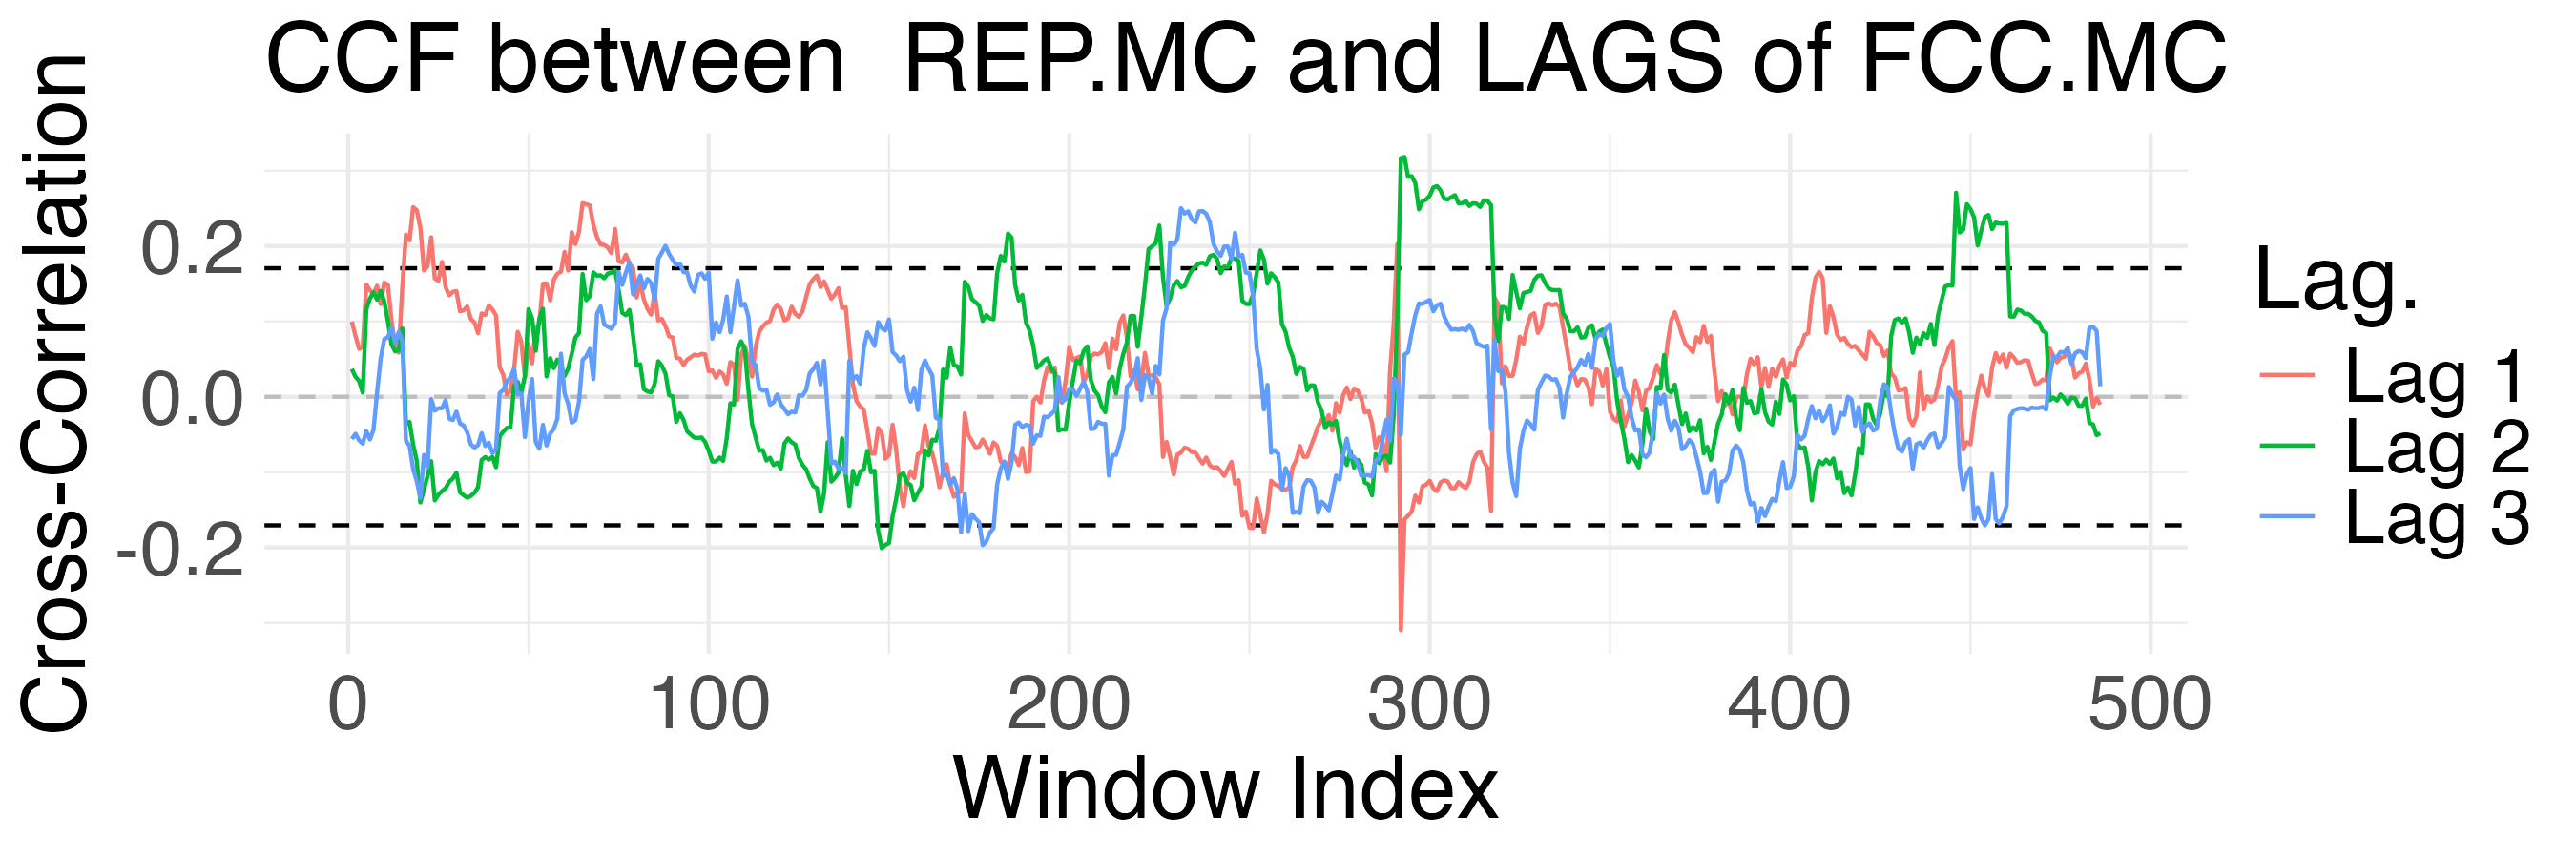 CCF between  REP.MC and LAGS of FCC.MC
Cross-Correlation
0.2
0.0
-0.2
0 100 200 300 400 500
Window Index
Lag.
Lag 1
Lag 2
Lag 3